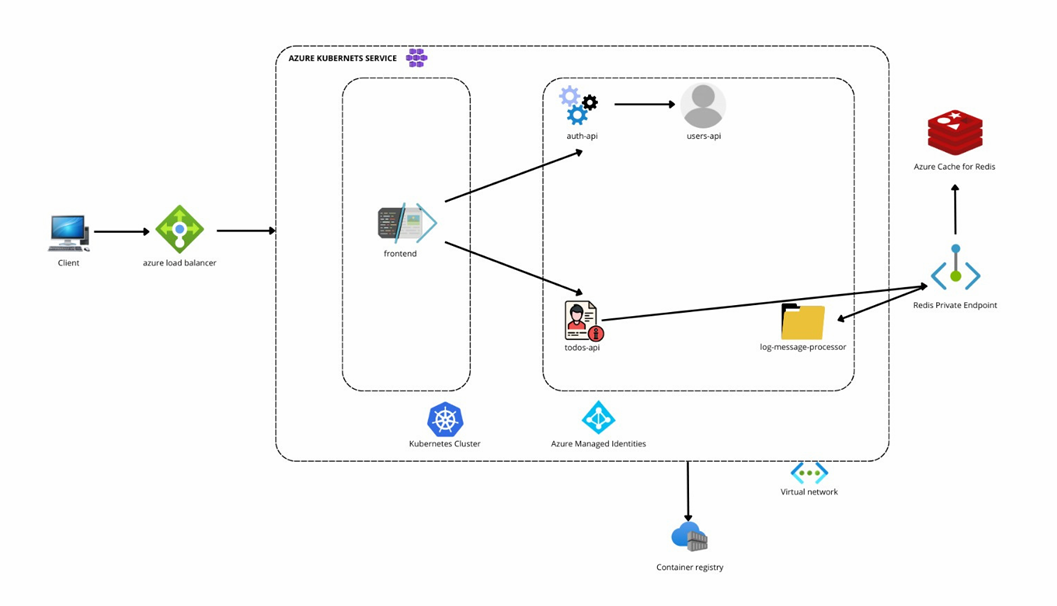 AZURE KUBERNETS SERVICE
auth-api
users-api
Azure Cache for Redis
frontend
Client
azure load balancer
Redis Private Endpoint
todos-api
log-message-processor
Kubernetes Cluster
Azure Managed Identities
Virtual network
Container registry